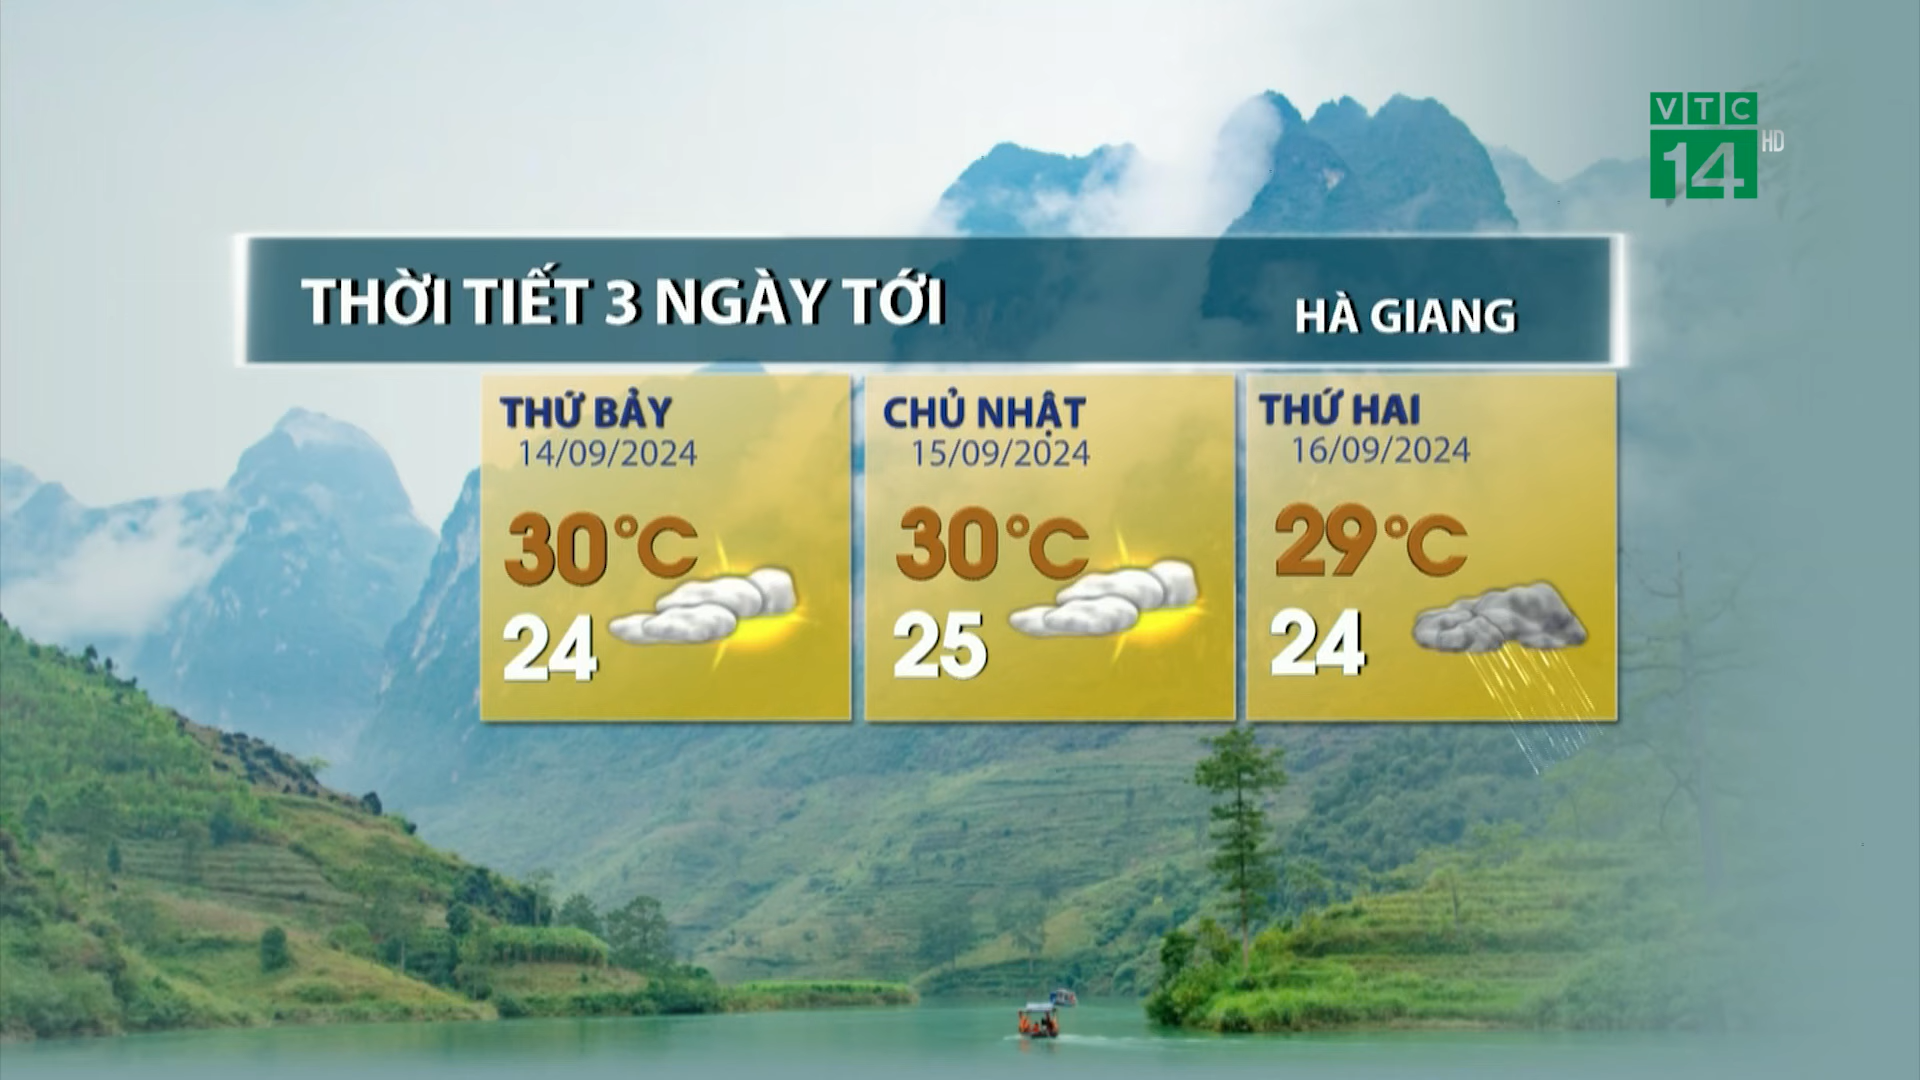 VTC
14 HD
THỜI TIẾT 3 NGÀY TỚI
HÀ GIANG
THỨ BẢY
14/09/2024
30°C
24
CHỦ NHẬT
15/09/2024
30°C
25
THỨ HAI
16/09/2024
29°C
24